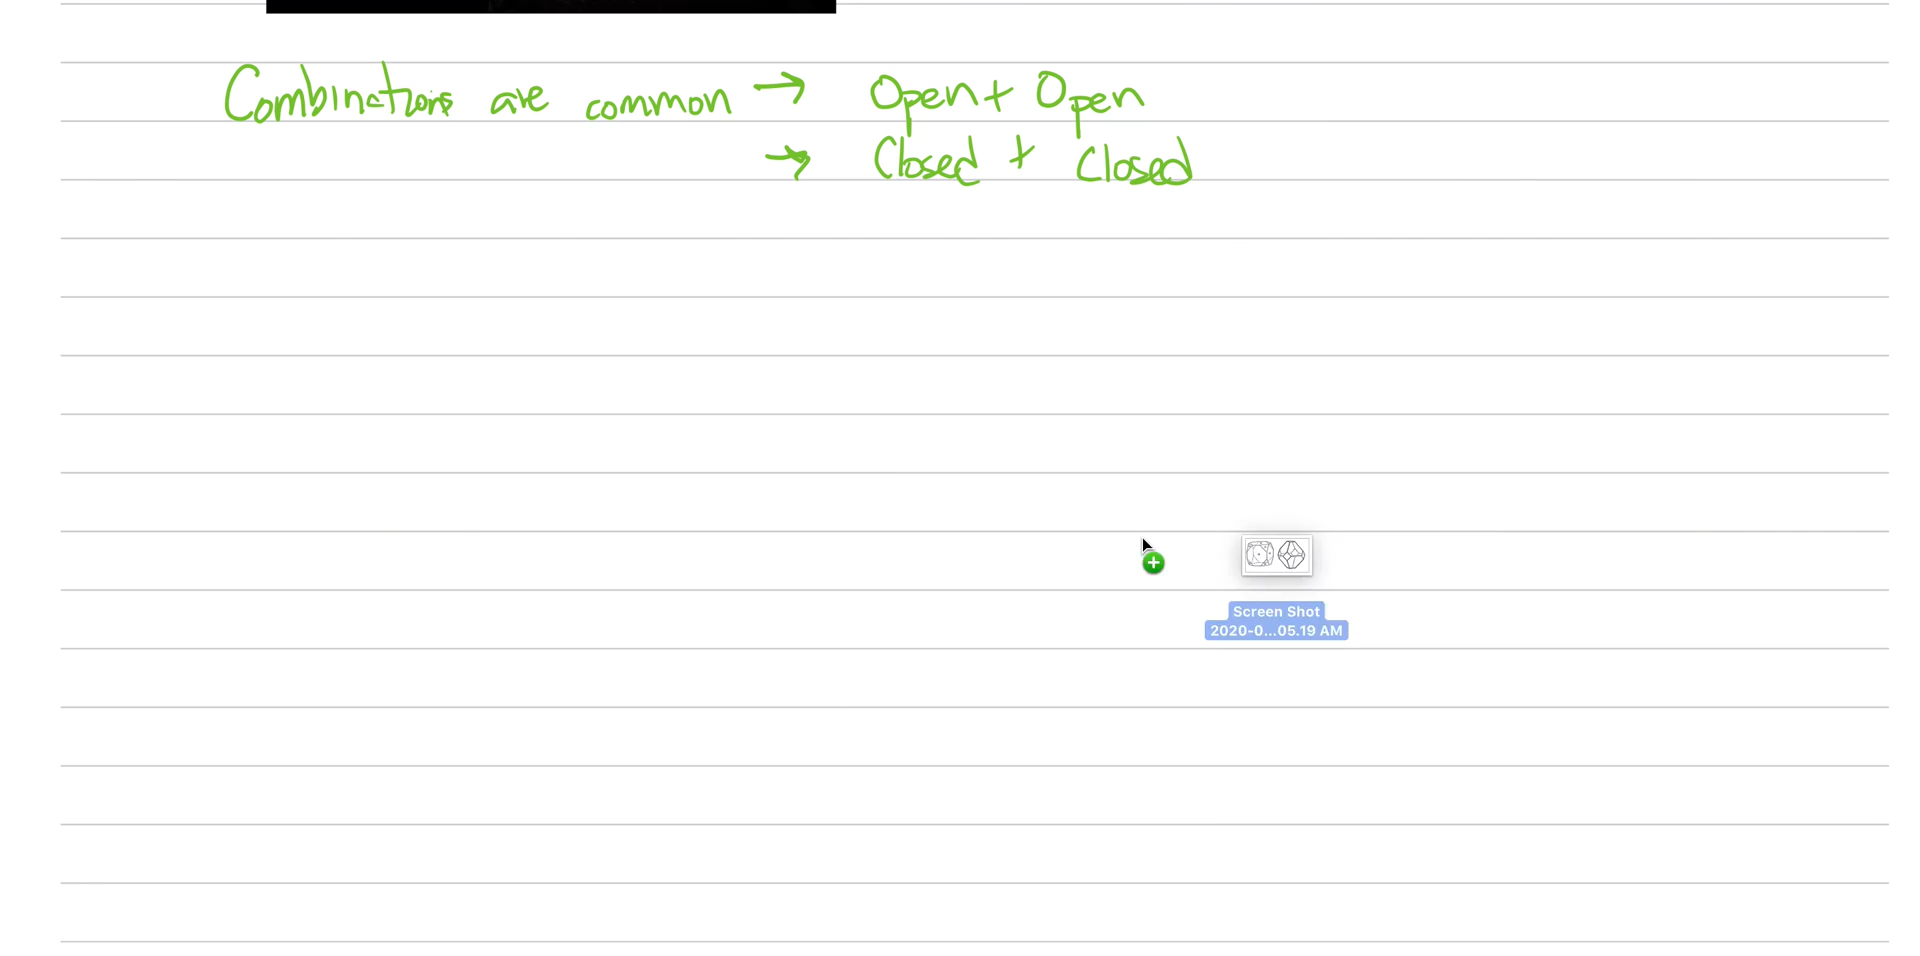 Combinations are common → Open + Open
→ Closed + Closed
Screen Shot
2020-0...05.19 AM